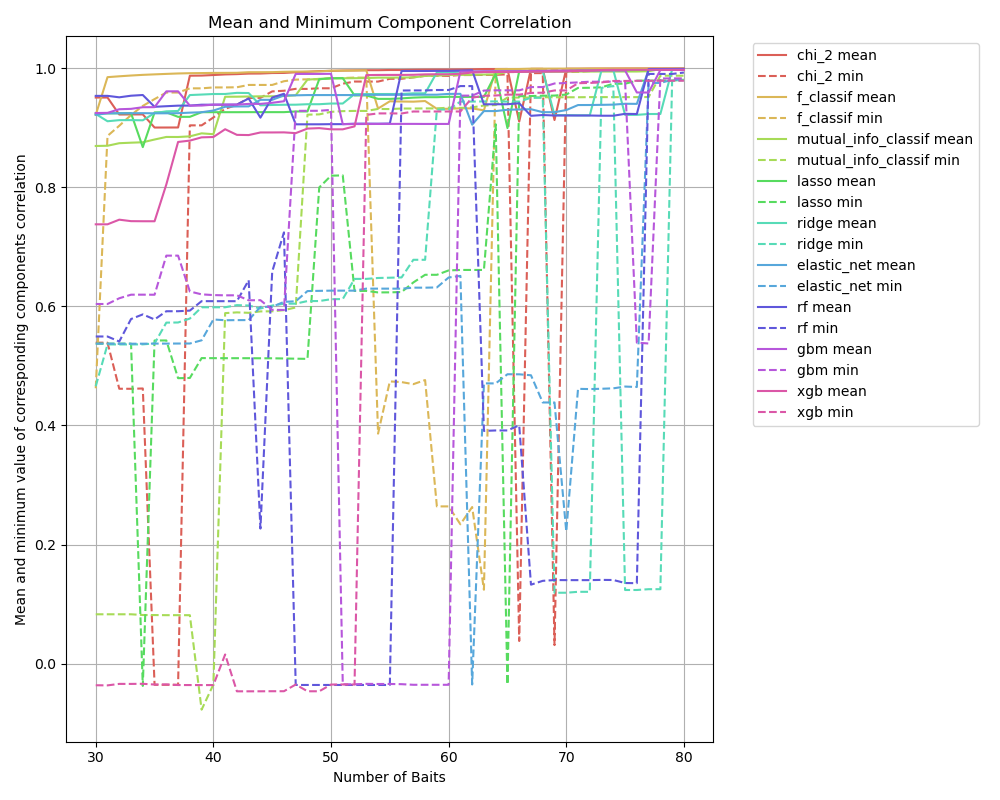 Mean and Minimum Component Correlation
Mean and minimum value of corresponding components correlation
1.0
0.8
0.6
0.4
0.2
0.0
30
40
50
60
70
80
Number of Baits
chi_2 mean
chi_2 min
f_classif mean
f_classif min
mutual_info_classif mean
mutual_info_classif min
lasso mean
lasso min
ridge mean
ridge min
elastic_net mean
elastic_net min
rf mean
rf min
gbm mean
gbm min
xgb mean
xgb min